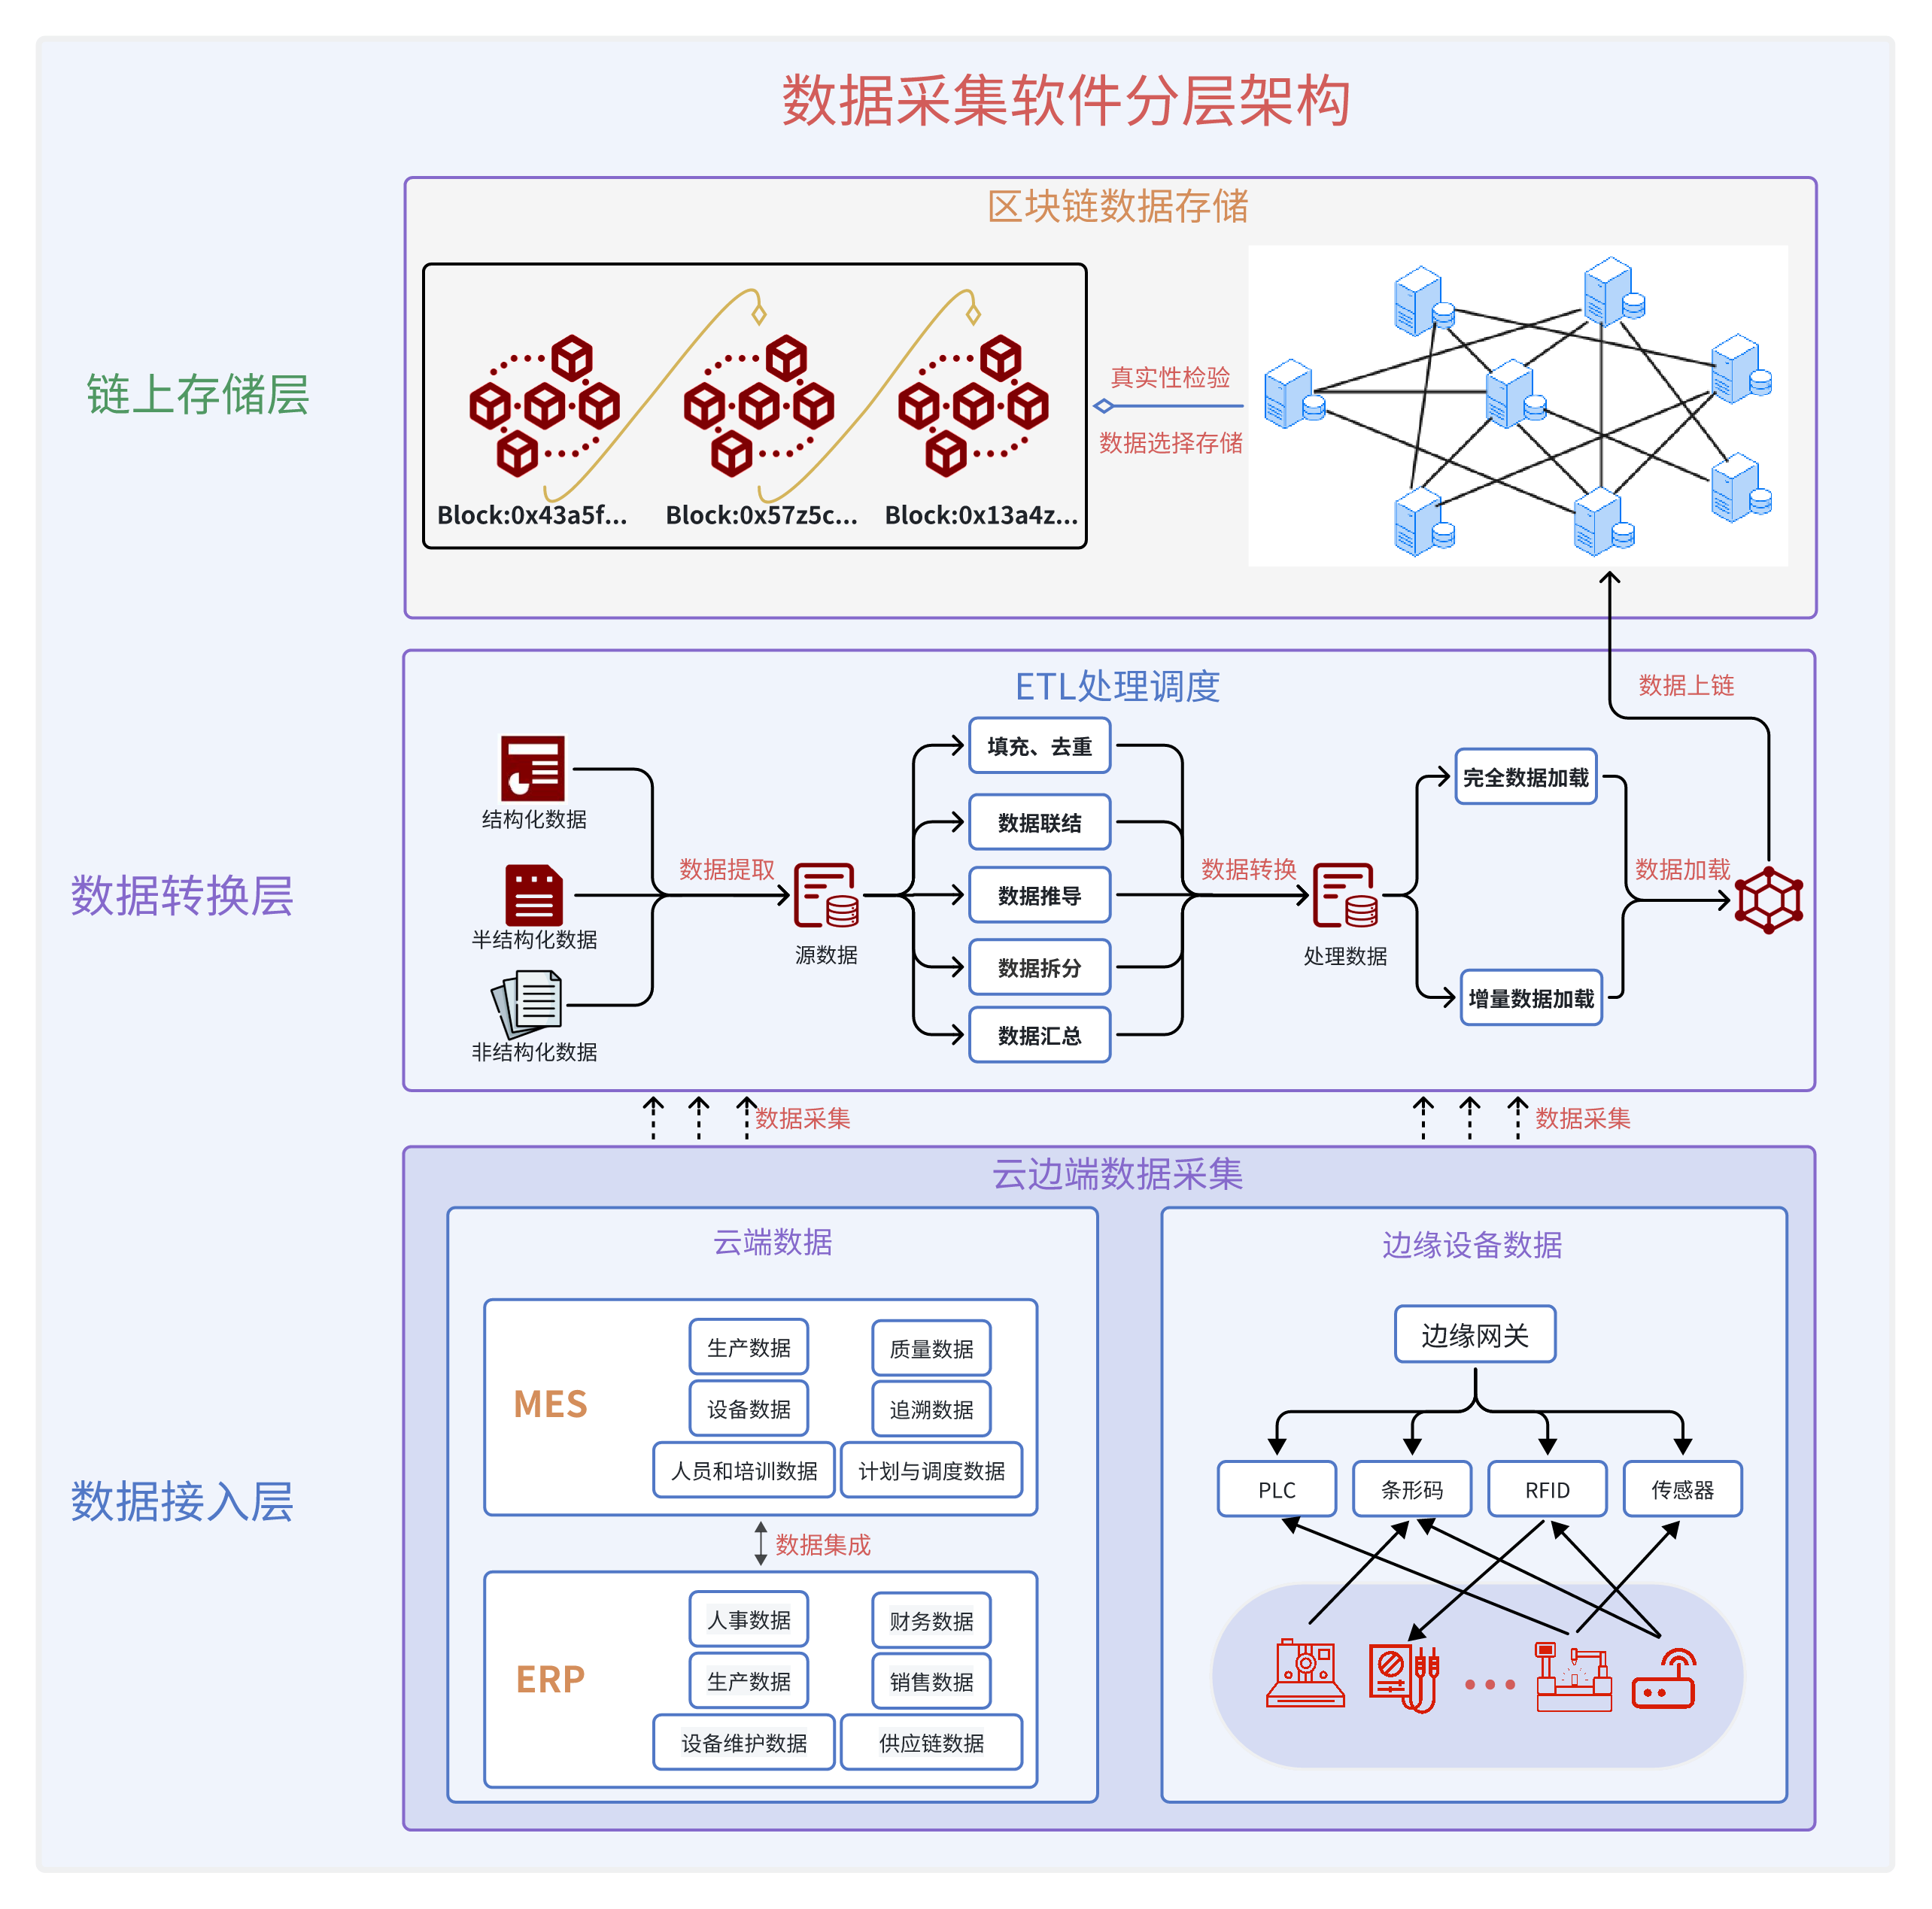 数据采集软件分层架构
链上存储层
区块链数据存储
Block:0x43a5f...
Block:0x57z5c...
Block:0x13a4z...
真实性检验
数据选择存储
数据转换层
ETL处理调度
数据上链
结构化数据
半结构化数据
非结构化数据
数据提取
源数据
填充、去重
数据联结
数据推导
数据拆分
数据汇总
数据转换
处理数据
完全数据加载
增量数据加载
数据加载
数据采集
数据采集
数据接入层
云边端数据采集
云端数据
MES
生产数据
质量数据
设备数据
追溯数据
人员和培训数据
计划与调度数据
数据集成
ERP
人事数据
财务数据
生产数据
销售数据
设备维护数据
供应链数据
边缘设备数据
边缘网关
PLC
条形码
RFID
传感器